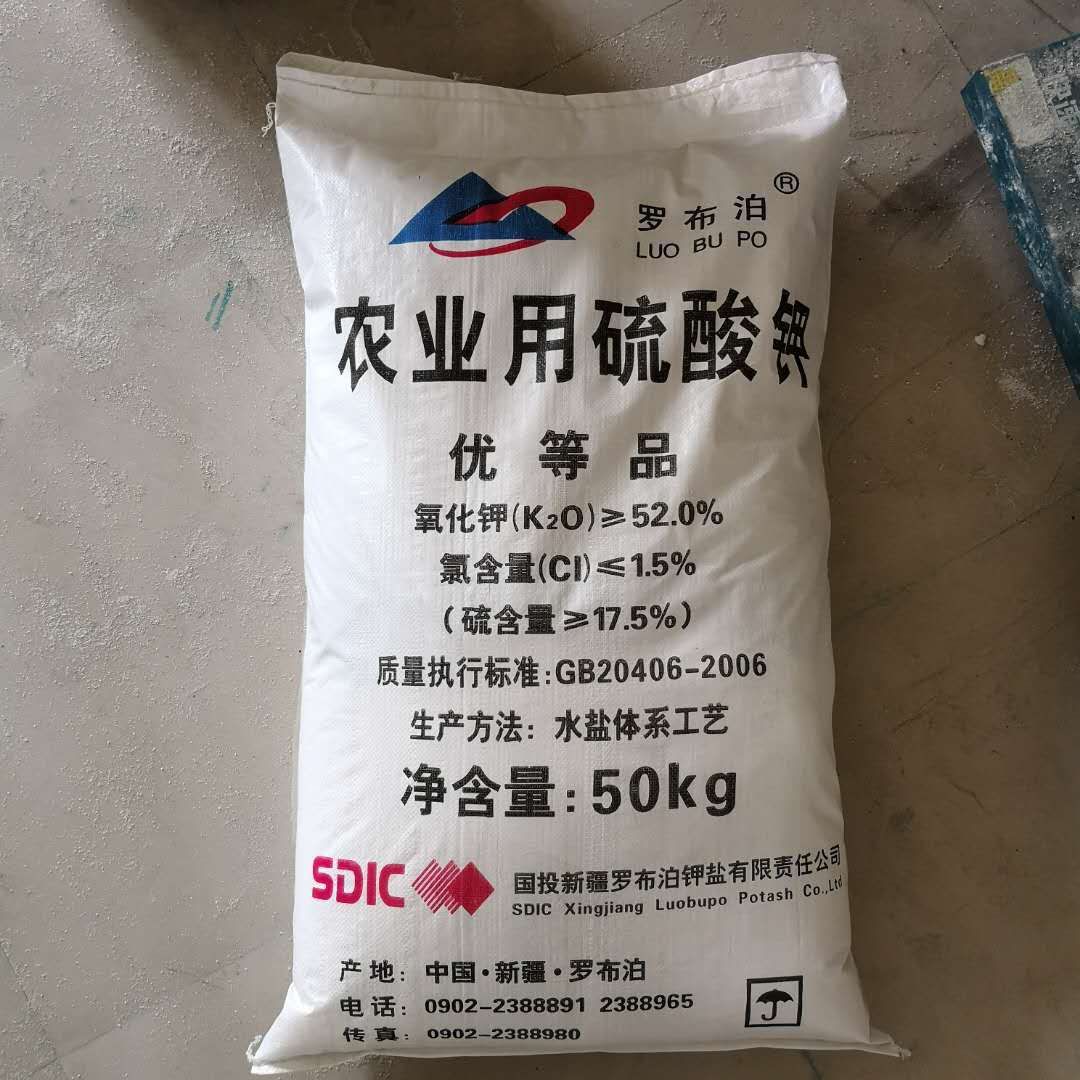 罗布泊®
LUO BU PO
农业用硫酸钾
优等品
氧化钾(K₂O)≥52.0%
氯含量(Cl)≤1.5%
(硫含量≥17.5%)
质量执行标准:GB20406-2006
生产方法：水盐体系工艺
净含量:50kg
SDIC 国投新疆罗布泊钾盐有限责任公司
SDIC Xingjiang Luobupo Potash Co.,Ltd
产地：中国·新疆·罗布泊
电话：0902-2388891 2388965
传真：0902-2388980